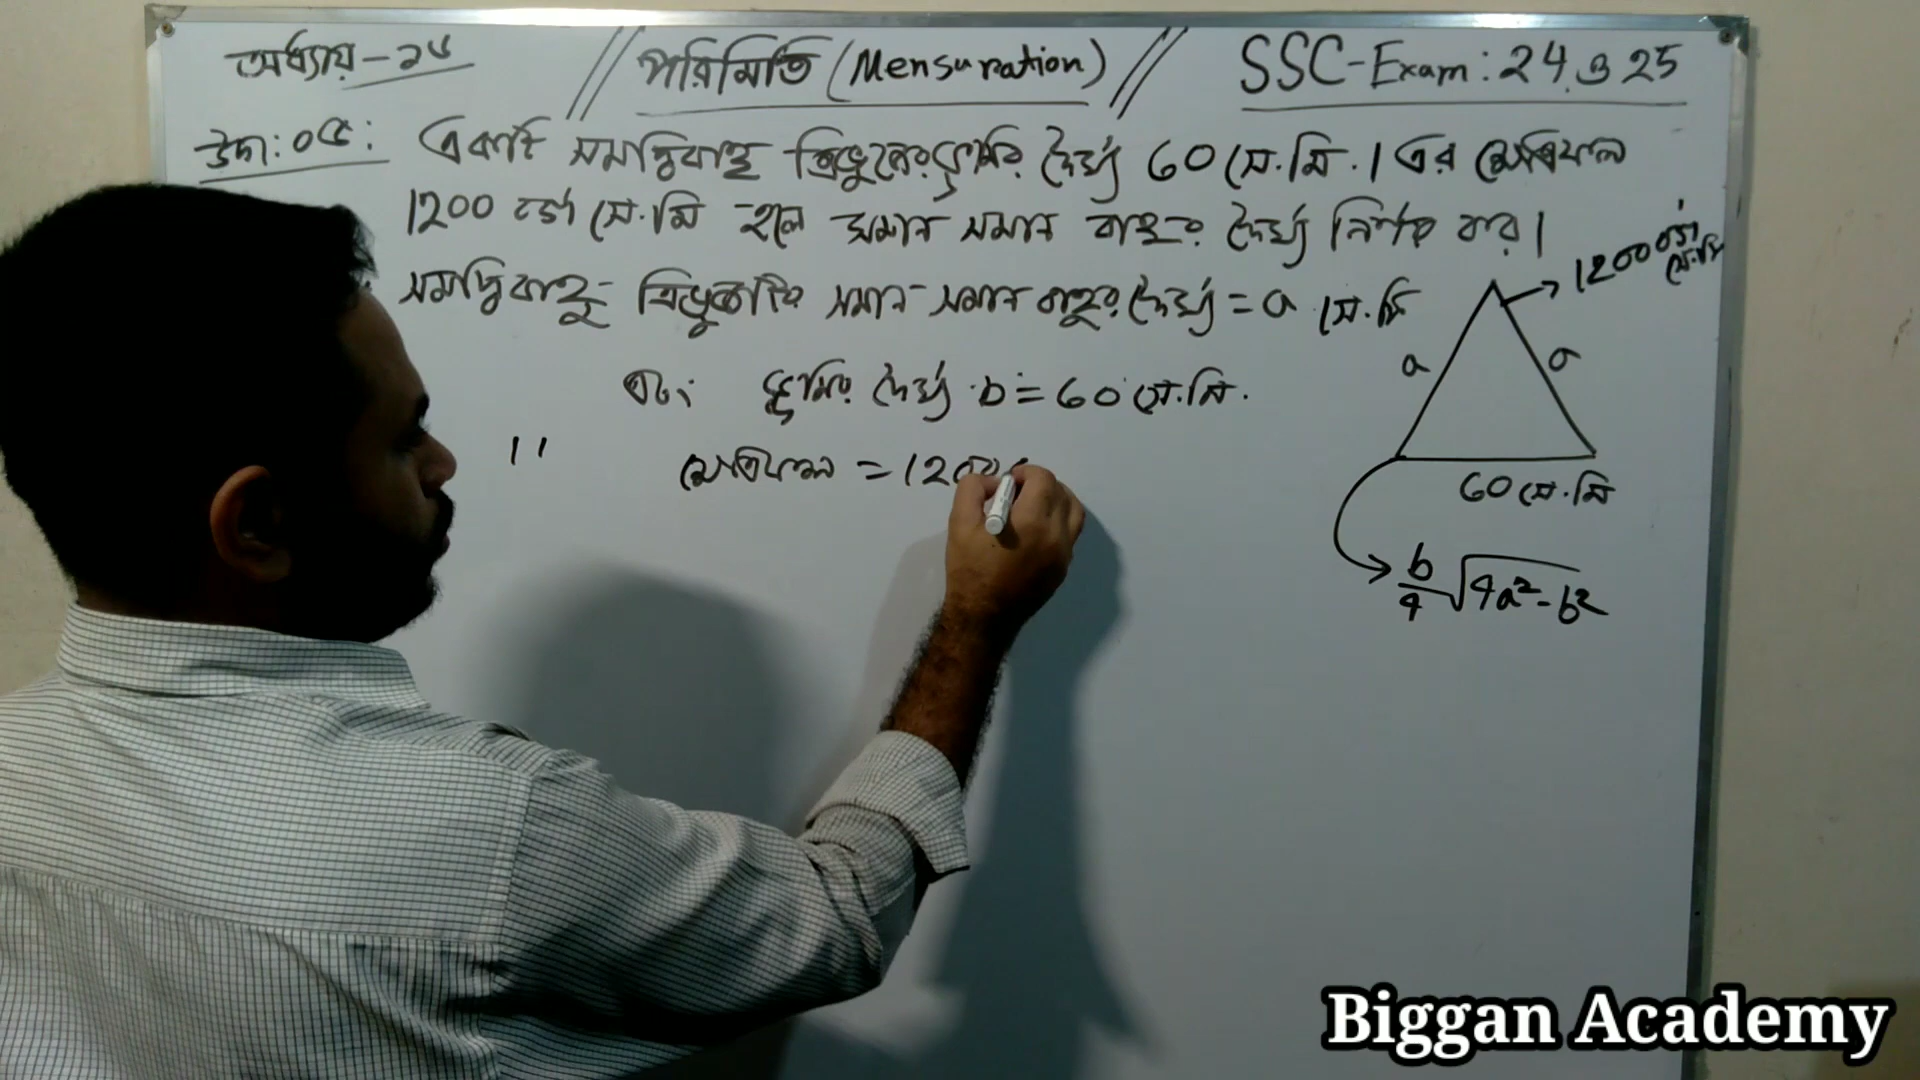 অধ্যায় - ১৬ // পরিমিতি (Mensuration) // SSC-Exam: 24 ও 25
উদা: ০৫: একটি সমদ্বিবাহু ত্রিভুজের ভূমির দৈর্ঘ্য 60 সে.মি.। এর ক্ষেত্রফল
1200 বর্গ সে.মি হলে সমান সমান বাহুর দৈর্ঘ্য নির্ণয় কর।
সমদ্বিবাহু ত্রিভুজটির সমান সমান বাহুর দৈর্ঘ্য = a সে.মি
এবং ভূমির দৈর্ঘ্য b = 60 সে.মি.
" ক্ষেত্রফল = 1200
1200 বর্গ সে.মি
a a
60 সে.মি
b/4 √4a²-b²
Biggan Academy